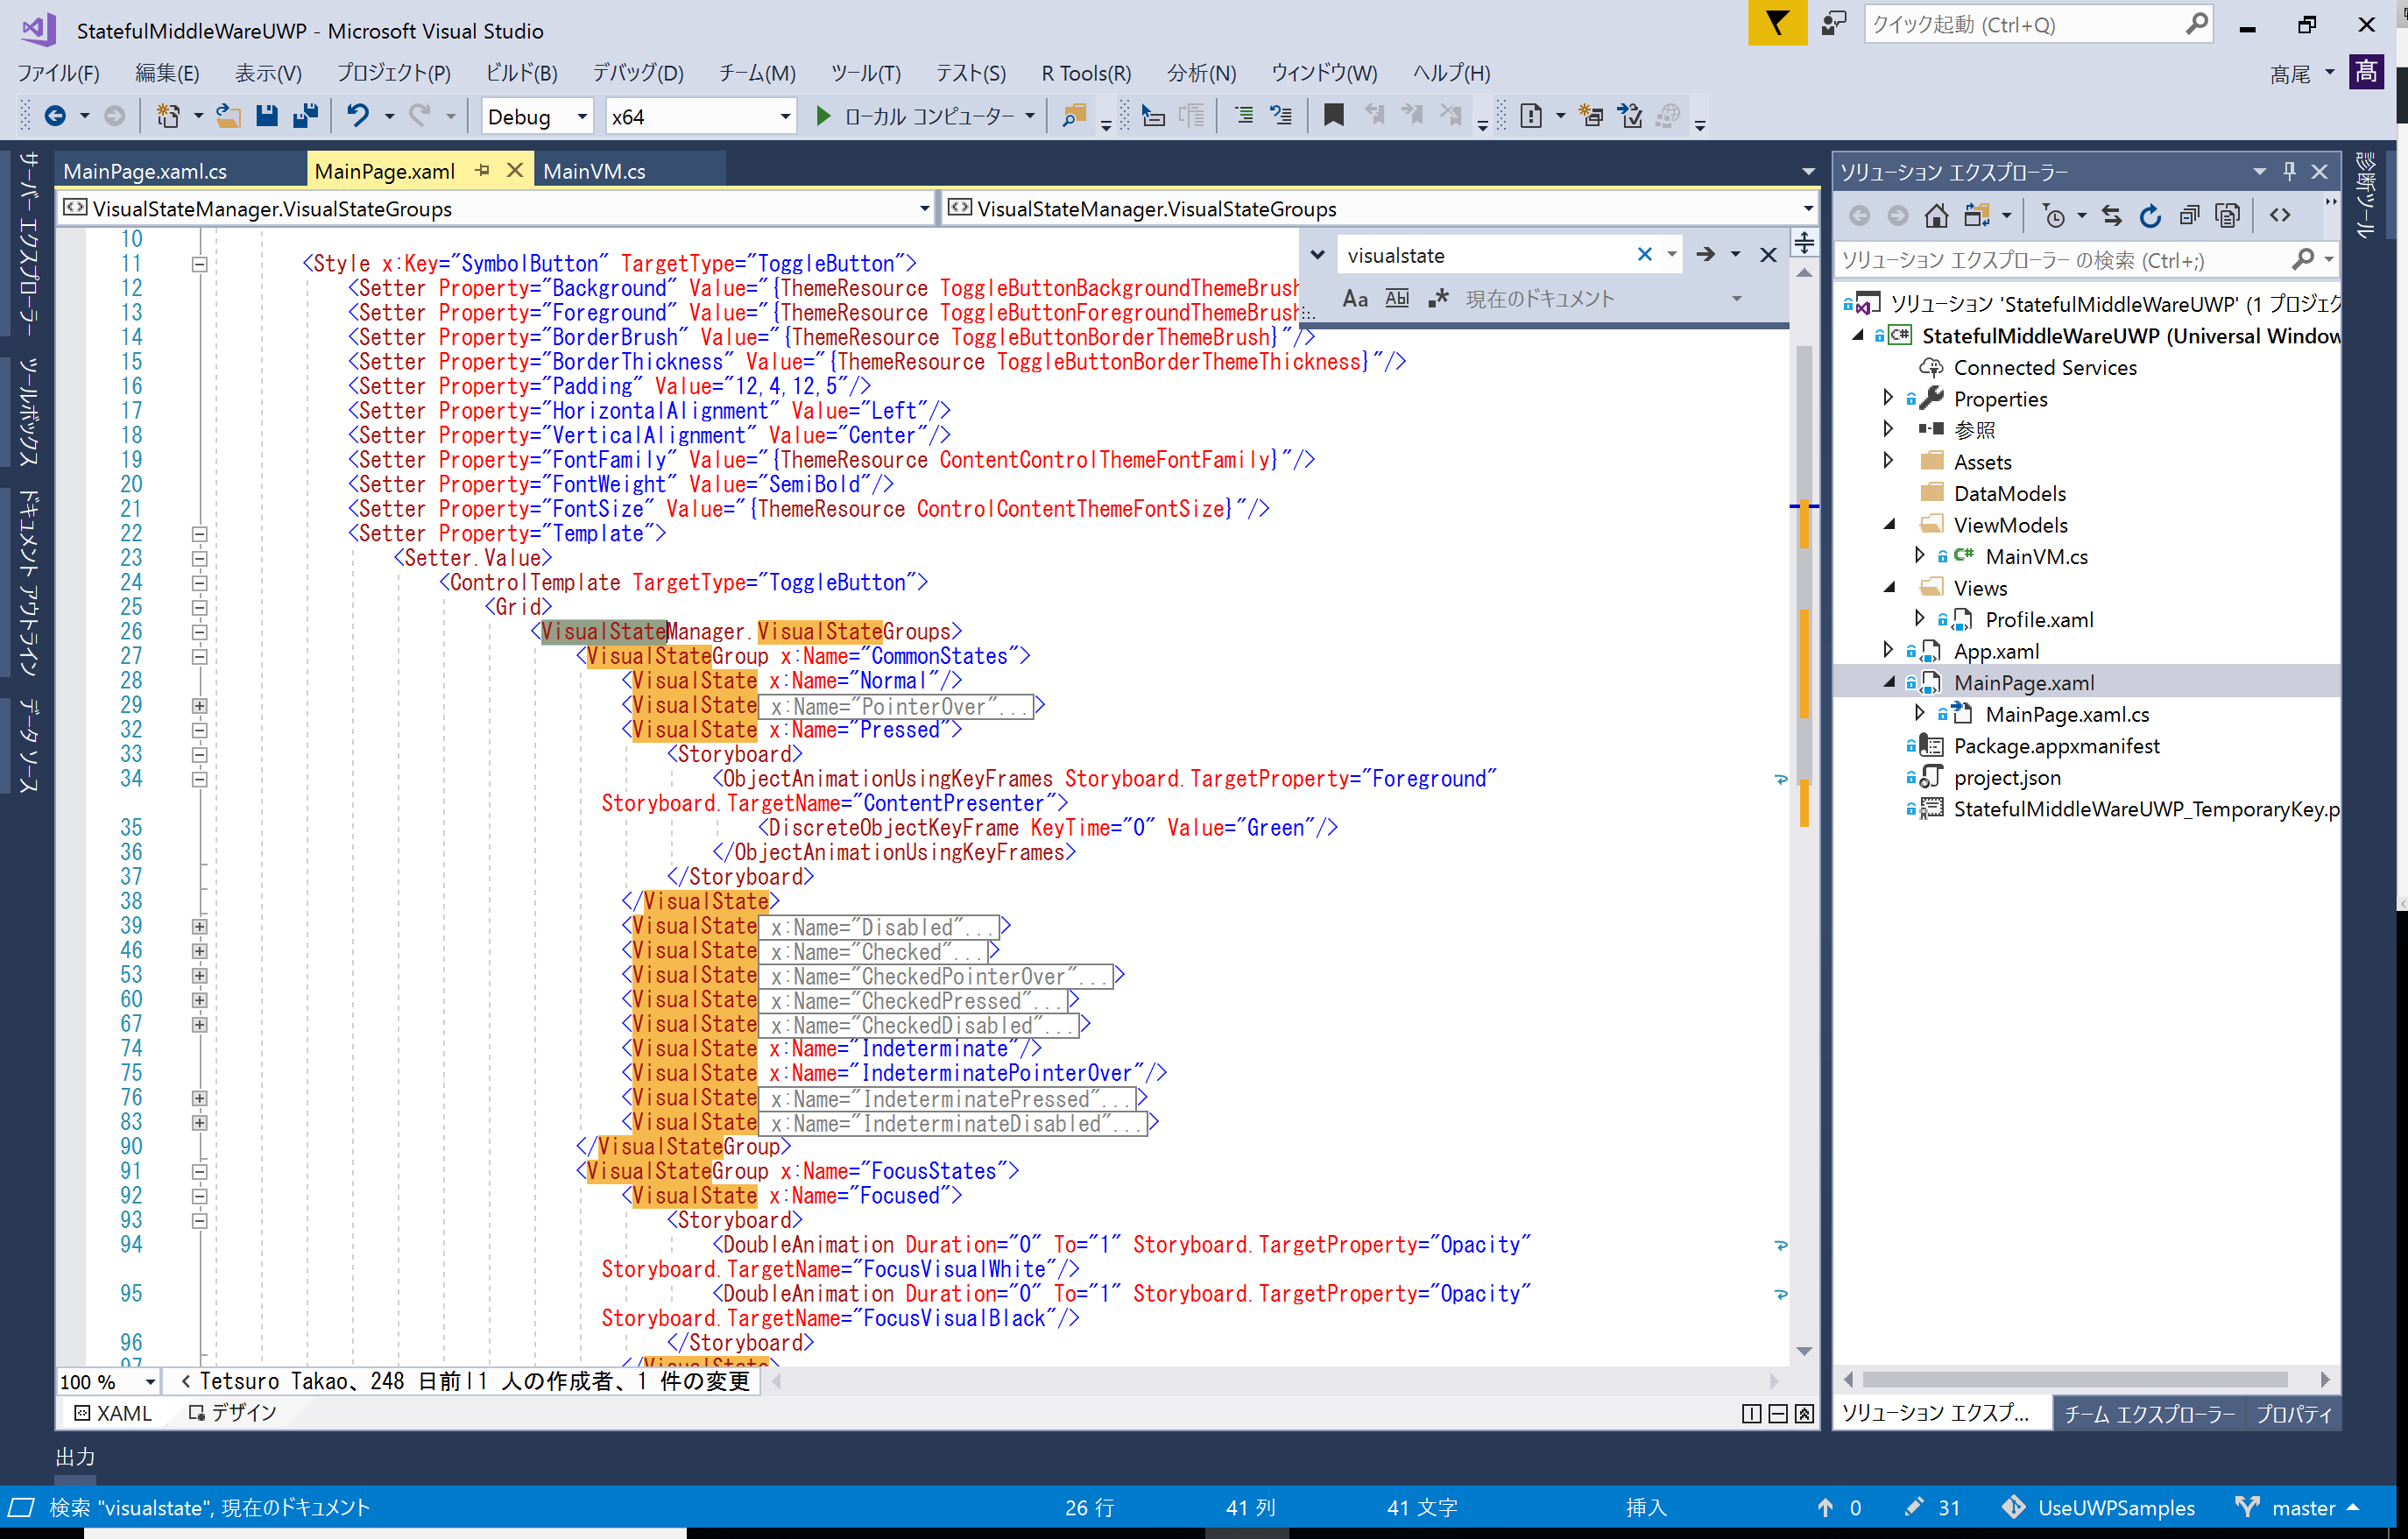 StatefulMiddleWareUWP - Microsoft Visual Studio
クイック起動 (Ctrl+Q)
ファイル(F) 編集(E) 表示(V) プロジェクト(P) ビルド(B) デバッグ(D) チーム(M) ツール(T) テスト(S) R Tools(R) 分析(N) ウィンドウ(W) ヘルプ(H)
髙尾 髙
Debug x64 ローカル コンピューター
サーバー エクスプローラー
ツールボックス
ドキュメント アウトライン
データ ソース
MainPage.xaml.cs MainPage.xaml MainVM.cs
VisualStateManager.VisualStateGroups VisualStateManager.VisualStateGroups
visualstate
Aa Abl .* 現在のドキュメント
10
11 <Style x:Key="SymbolButton" TargetType="ToggleButton">
12 <Setter Property="Background" Value="{ThemeResource ToggleButtonBackgroundThemeBrush
13 <Setter Property="Foreground" Value="{ThemeResource ToggleButtonForegroundThemeBrush
14 <Setter Property="BorderBrush" Value="{ThemeResource ToggleButtonBorderThemeBrush}"/>
15 <Setter Property="BorderThickness" Value="{ThemeResource ToggleButtonBorderThemeThickness}"/>
16 <Setter Property="Padding" Value="12,4,12,5"/>
17 <Setter Property="HorizontalAlignment" Value="Left"/>
18 <Setter Property="VerticalAlignment" Value="Center"/>
19 <Setter Property="FontFamily" Value="{ThemeResource ContentControlThemeFontFamily}"/>
20 <Setter Property="FontWeight" Value="SemiBold"/>
21 <Setter Property="FontSize" Value="{ThemeResource ControlContentThemeFontSize}"/>
22 <Setter Property="Template">
23 <Setter.Value>
24 <ControlTemplate TargetType="ToggleButton">
25 <Grid>
26 <VisualStateManager.VisualStateGroups>
27 <VisualStateGroup x:Name="CommonStates">
28 <VisualState x:Name="Normal"/>
29 <VisualState x:Name="PointerOver"...>
32 <VisualState x:Name="Pressed">
33 <Storyboard>
34 <ObjectAnimationUsingKeyFrames Storyboard.TargetProperty="Foreground"
Storyboard.TargetName="ContentPresenter">
35 <DiscreteObjectKeyFrame KeyTime="0" Value="Green"/>
36 </ObjectAnimationUsingKeyFrames>
37 </Storyboard>
38 </VisualState>
39 <VisualState x:Name="Disabled"...>
46 <VisualState x:Name="Checked"...>
53 <VisualState x:Name="CheckedPointerOver"...>
60 <VisualState x:Name="CheckedPressed"...>
67 <VisualState x:Name="CheckedDisabled"...>
74 <VisualState x:Name="Indeterminate"/>
75 <VisualState x:Name="IndeterminatePointerOver"/>
76 <VisualState x:Name="IndeterminatePressed"...>
83 <VisualState x:Name="IndeterminateDisabled"...>
90 </VisualStateGroup>
91 <VisualStateGroup x:Name="FocusStates">
92 <VisualState x:Name="Focused">
93 <Storyboard>
94 <DoubleAnimation Duration="0" To="1" Storyboard.TargetProperty="Opacity"
Storyboard.TargetName="FocusVisualWhite"/>
95 <DoubleAnimation Duration="0" To="1" Storyboard.TargetProperty="Opacity"
Storyboard.TargetName="FocusVisualBlack"/>
96 </Storyboard>
97 </VisualState>
100 % Tetsuro Takao、248 日前|1 人の作成者、1 件の変更
XAML デザイン
ソリューション エクスプローラー
ソリューション エクスプローラー の検索 (Ctrl+;)
ソリューション 'StatefulMiddleWareUWP' (1 プロジェク
C# StatefulMiddleWareUWP (Universal Window
Connected Services
Properties
参照
Assets
DataModels
ViewModels
C# MainVM.cs
Views
Profile.xaml
App.xaml
MainPage.xaml
MainPage.xaml.cs
Package.appxmanifest
project.json
StatefulMiddleWareUWP_TemporaryKey.p
ソリューション エクスプ... チーム エクスプローラー プロパティ
診断ツール
出力
検索 "visualstate", 現在のドキュメント 26 行 41 列 41 文字 挿入 0 31 UseUWPSamples master